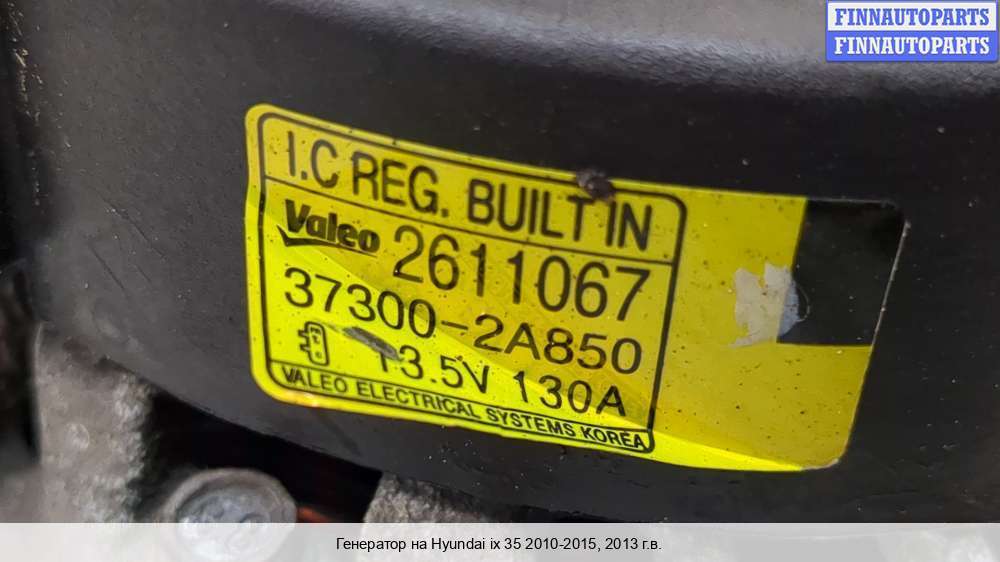 FINNAUTOPARTS
FINNAUTOPARTS
I.C REG. BUILT IN
Valeo 2611067
37300-2A850
13.5V 130A
VALEO ELECTRICAL SYSTEMS KOREA
Генератор на Hyundai ix 35 2010-2015, 2013 г.в.